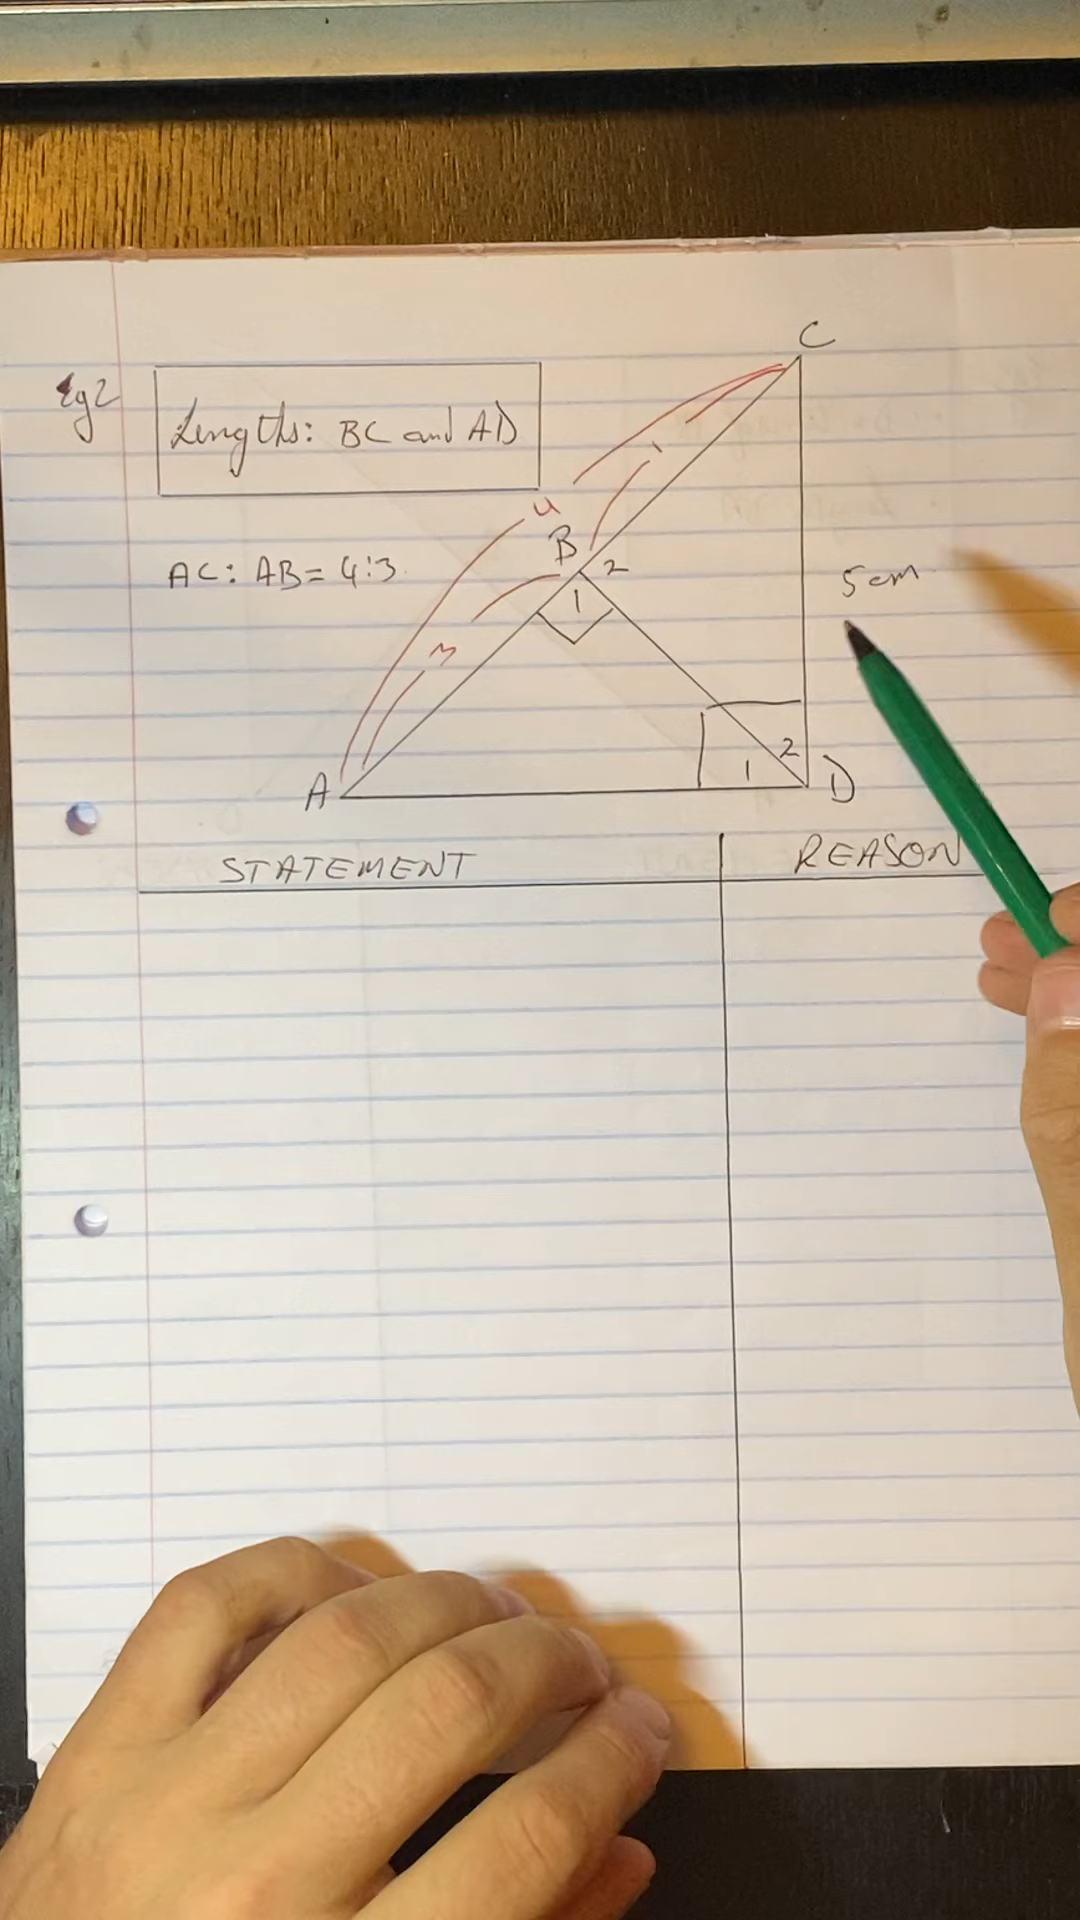 Eg2
Lengths: BC and AD
AC: AB = 4:3
C
4
1
B
2
1
5cm
3
2
1
A
D
STATEMENT
REASON